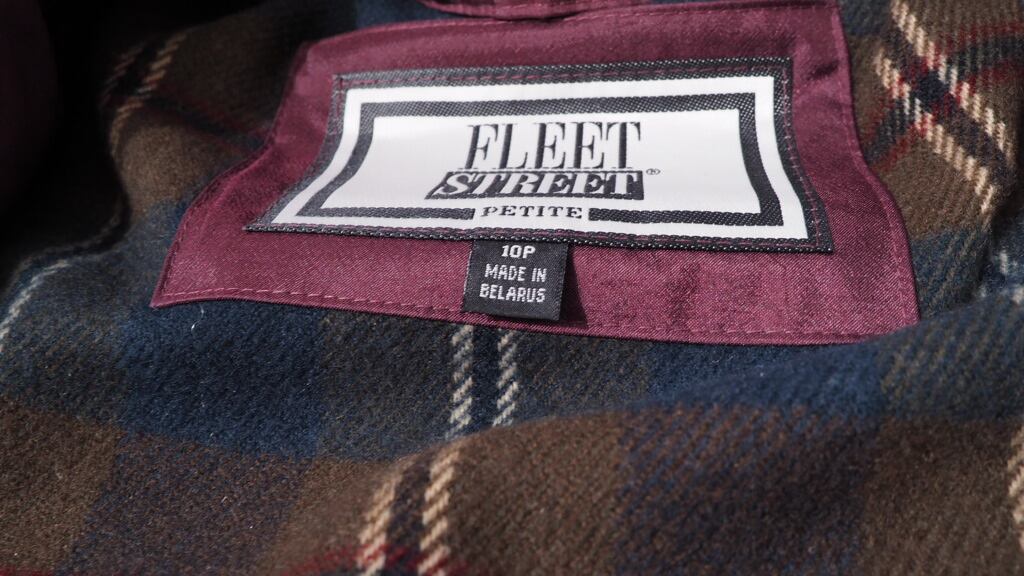 FLEET
STREET®
PETITE
10P
MADE IN
BELARUS